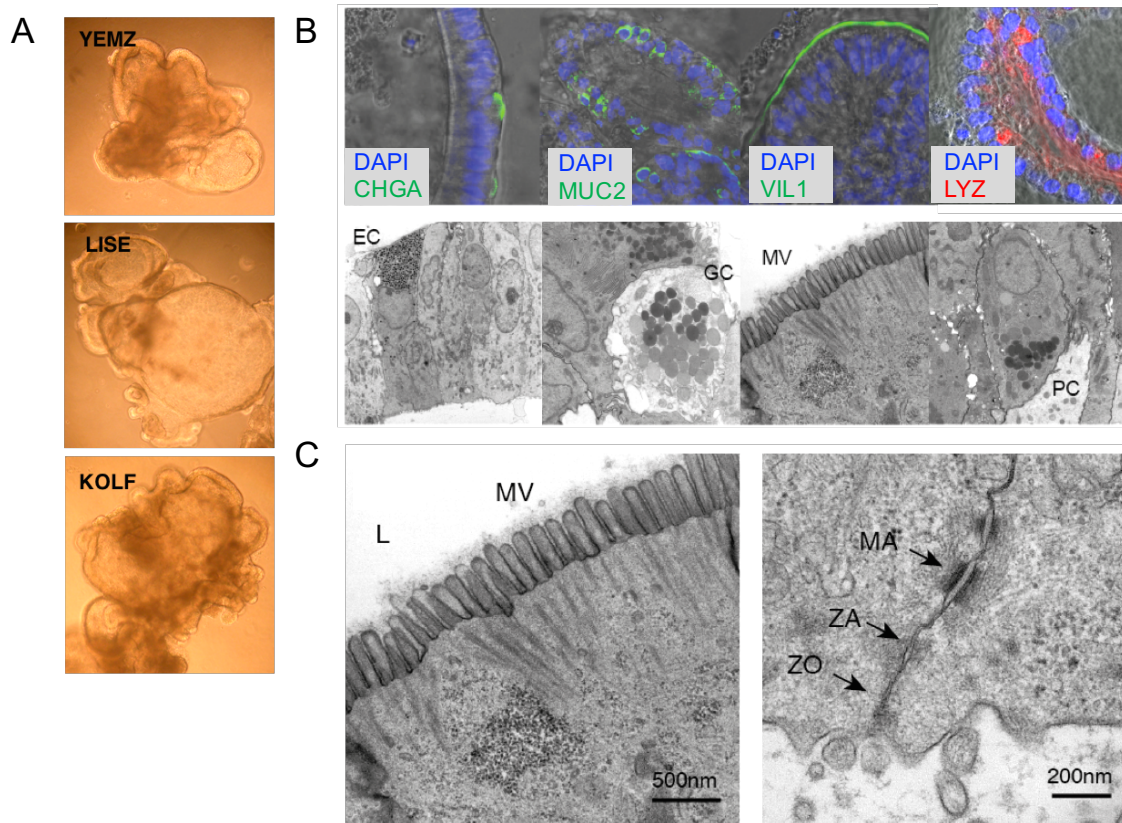 A
YEMZ
LISE
KOLF
B
DAPI
CHGA
DAPI
MUC2
DAPI
VIL1
DAPI
LYZ
EC
GC
MV
PC
C
MV
L
500nm
MA
ZA
ZO
200nm